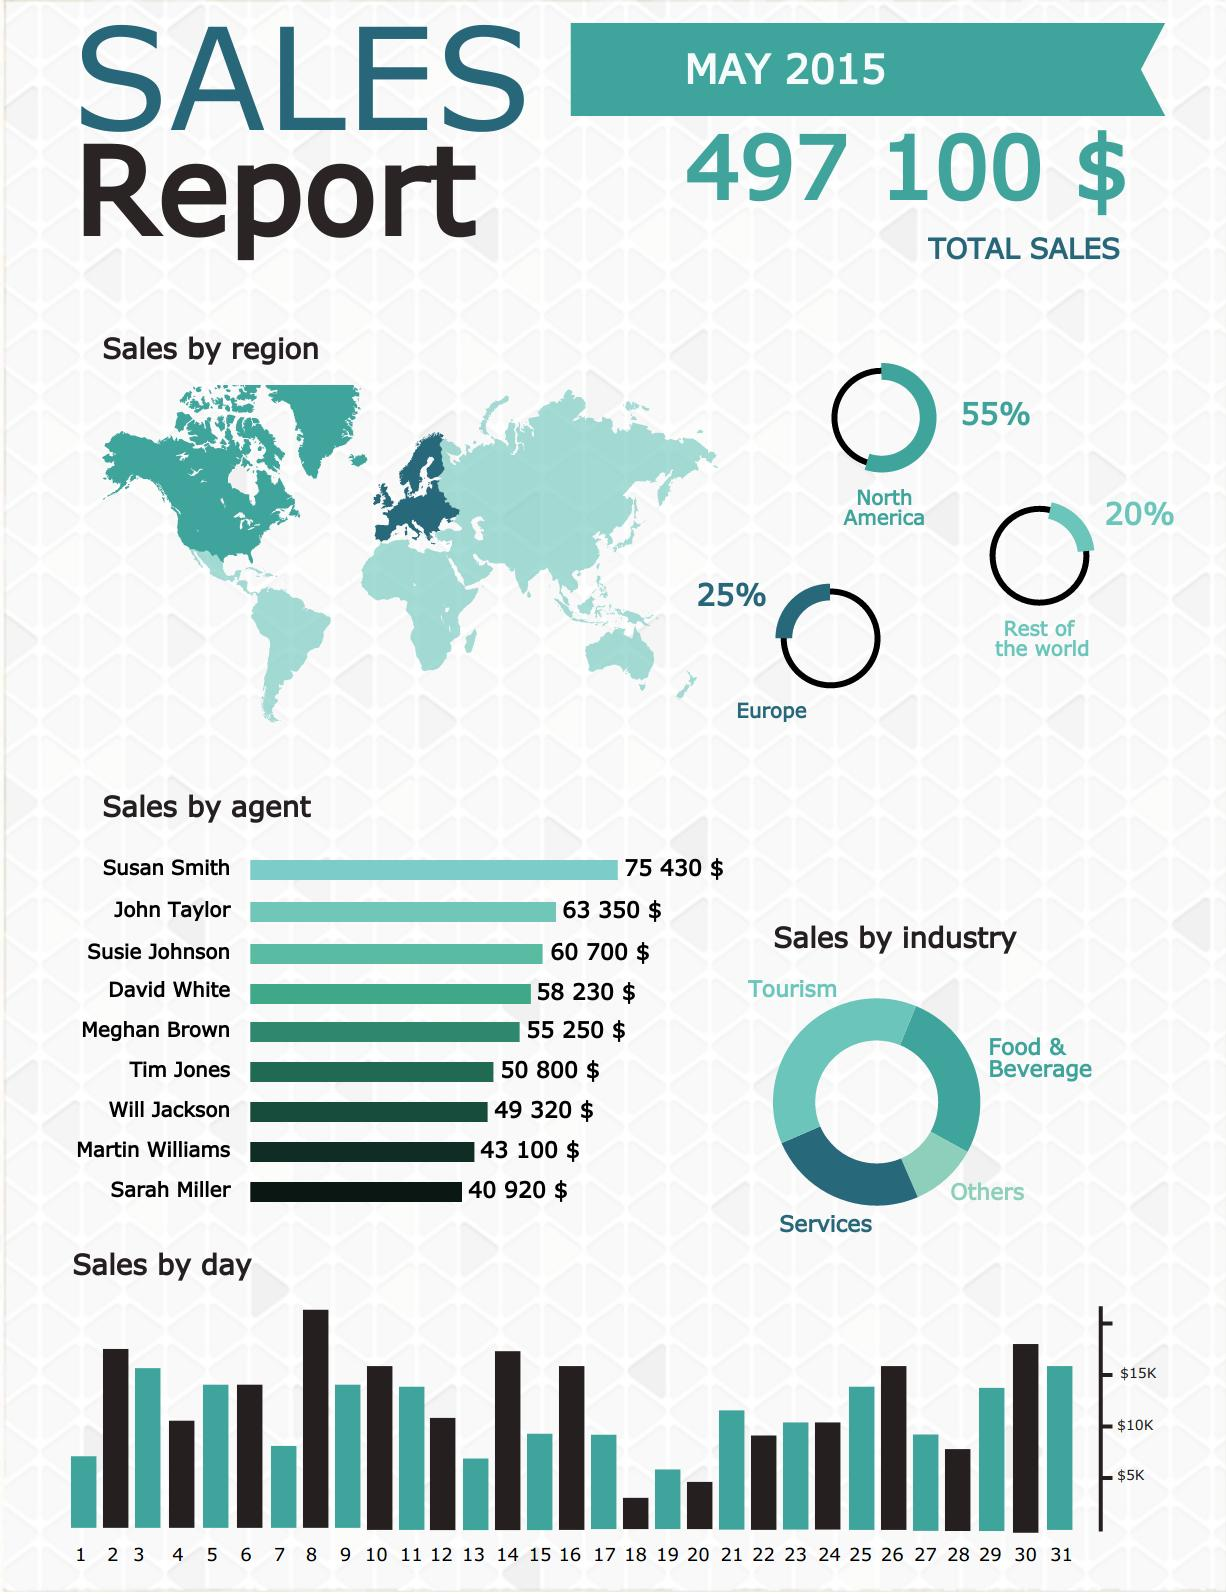 SALES
Report
MAY 2015
497 100 $
TOTAL SALES
Sales by region
55%
North
America
20%
Rest of
the world
25%
Europe
Sales by agent
Susan Smith 75 430 $
John Taylor 63 350 $
Susie Johnson 60 700 $
David White 58 230 $
Meghan Brown 55 250 $
Tim Jones 50 800 $
Will Jackson 49 320 $
Martin Williams 43 100 $
Sarah Miller 40 920 $
Sales by industry
Tourism
Food &
Beverage
Others
Services
Sales by day
$15K
$10K
$5K
1 2 3 4 5 6 7 8 9 10 11 12 13 14 15 16 17 18 19 20 21 22 23 24 25 26 27 28 29 30 31